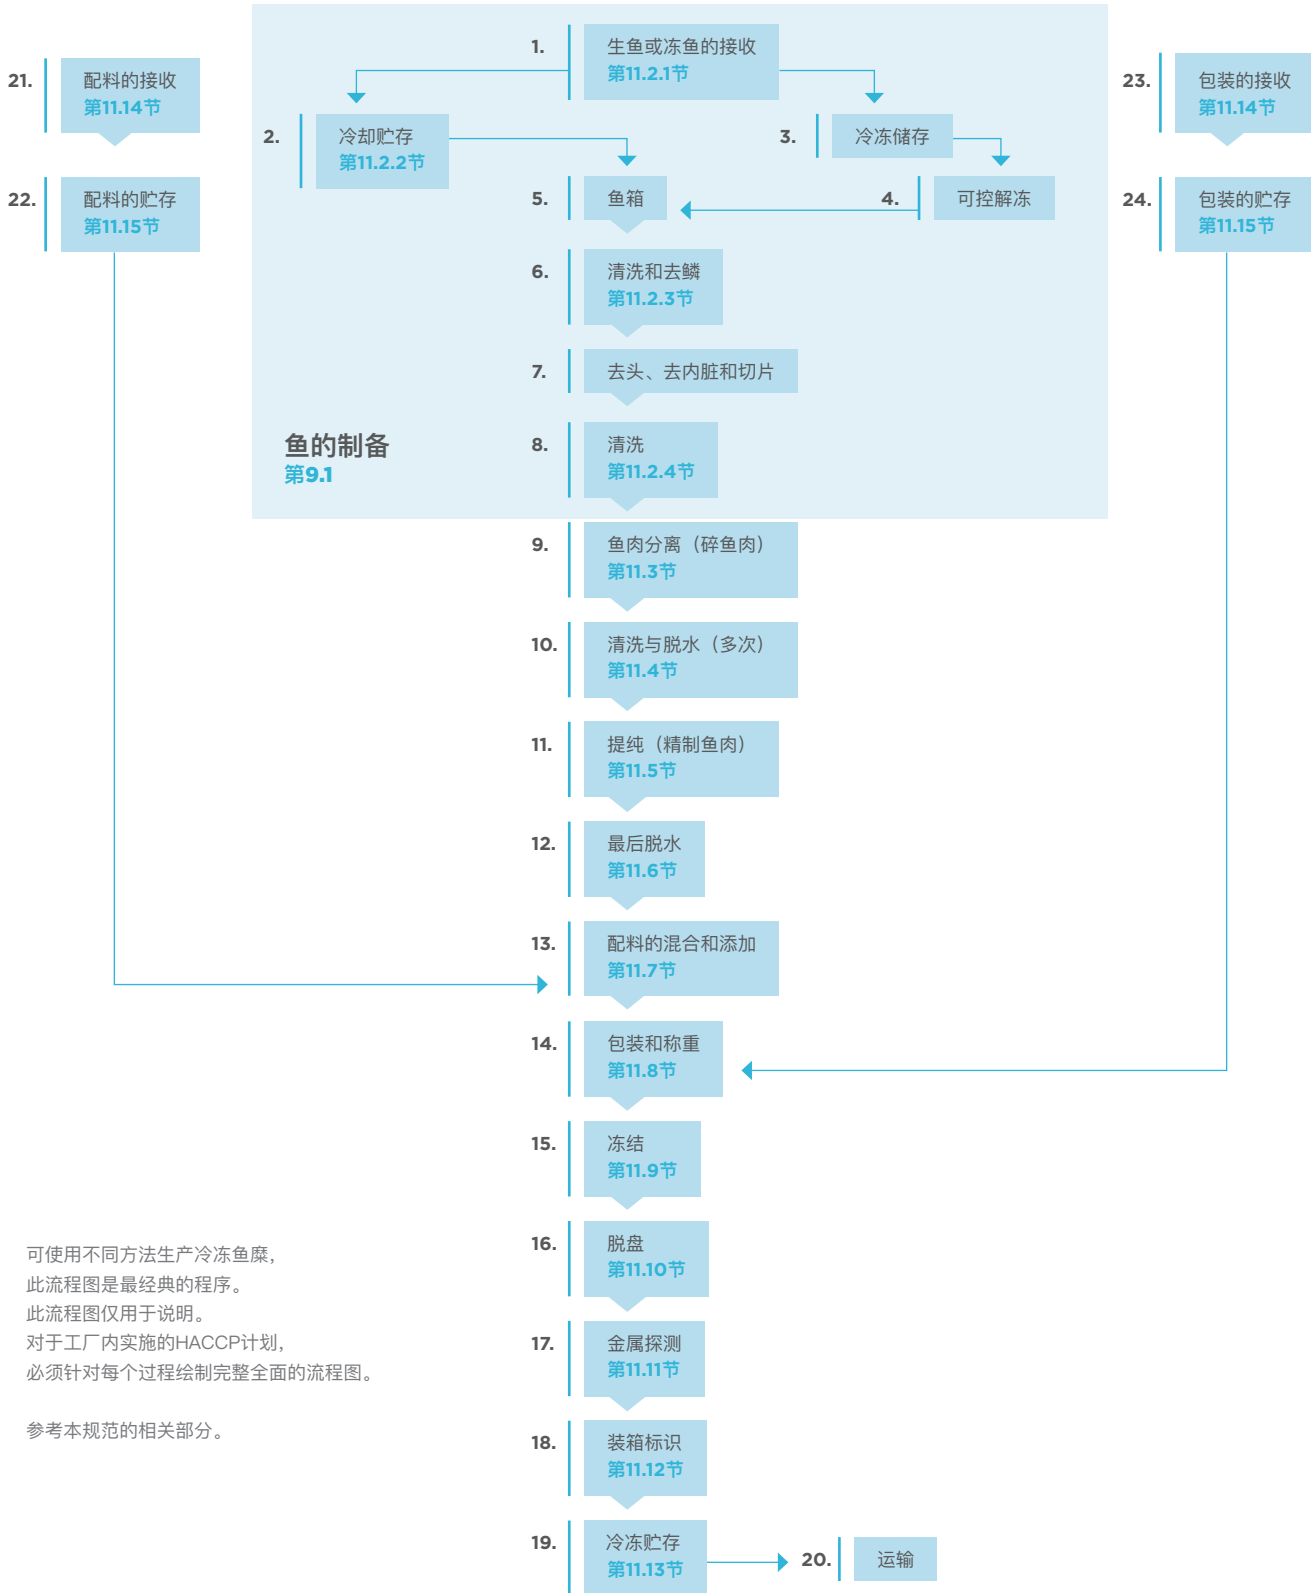 1.
生鱼或冻鱼的接收
第11.2.1节
21.
配料的接收
第11.14节
23.
包装的接收
第11.14节
2.
冷却贮存
第11.2.2节
3.
冷冻储存
22.
配料的贮存
第11.15节
5.
鱼箱
4.
可控解冻
24.
包装的贮存
第11.15节
6.
清洗和去鳞
第11.2.3节
7.
去头、去内脏和切片
鱼的制备
第9.1
8.
清洗
第11.2.4节
9.
鱼肉分离（碎鱼肉）
第11.3节
10.
清洗与脱水（多次）
第11.4节
11.
提纯（精制鱼肉）
第11.5节
12.
最后脱水
第11.6节
13.
配料的混合和添加
第11.7节
14.
包装和称重
第11.8节
15.
冻结
第11.9节
16.
脱盘
第11.10节
17.
金属探测
第11.11节
18.
装箱标识
第11.12节
19.
冷冻贮存
第11.13节
20.
运输
可使用不同方法生产冷冻鱼糜，
此流程图是最经典的程序。
此流程图仅用于说明。
对于工厂内实施的HACCP计划，
必须针对每个过程绘制完整全面的流程图。
参考本规范的相关部分。